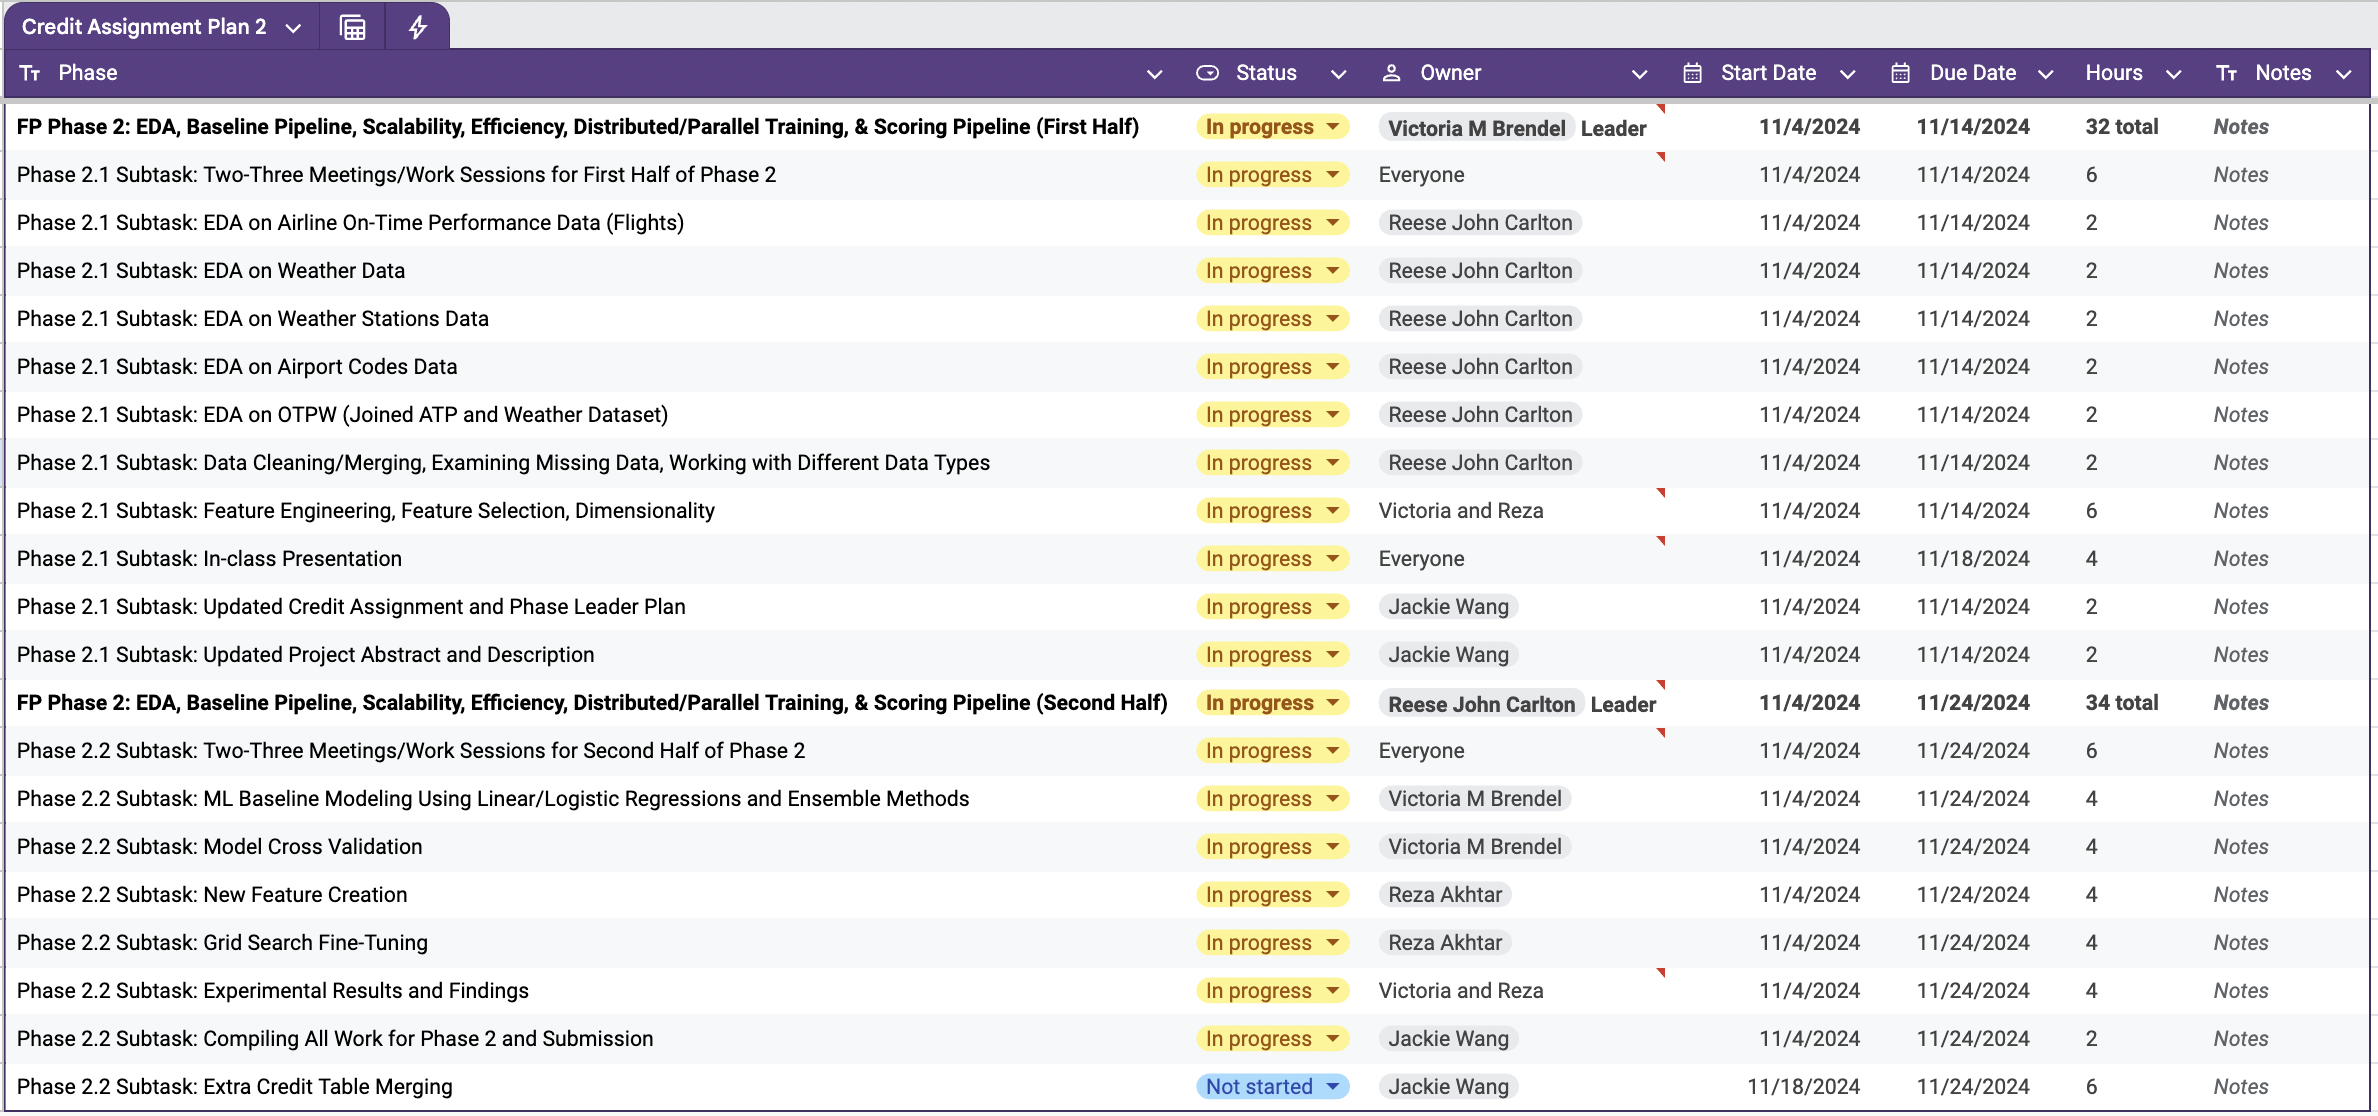 Credit Assignment Plan 2
Phase Status Owner Start Date Due Date Hours Notes
FP Phase 2: EDA, Baseline Pipeline, Scalability, Efficiency, Distributed/Parallel Training, & Scoring Pipeline (First Half) In progress Victoria M Brendel Leader 11/4/2024 11/14/2024 32 total Notes
Phase 2.1 Subtask: Two-Three Meetings/Work Sessions for First Half of Phase 2 In progress Everyone 11/4/2024 11/14/2024 6 Notes
Phase 2.1 Subtask: EDA on Airline On-Time Performance Data (Flights) In progress Reese John Carlton 11/4/2024 11/14/2024 2 Notes
Phase 2.1 Subtask: EDA on Weather Data In progress Reese John Carlton 11/4/2024 11/14/2024 2 Notes
Phase 2.1 Subtask: EDA on Weather Stations Data In progress Reese John Carlton 11/4/2024 11/14/2024 2 Notes
Phase 2.1 Subtask: EDA on Airport Codes Data In progress Reese John Carlton 11/4/2024 11/14/2024 2 Notes
Phase 2.1 Subtask: EDA on OTPW (Joined ATP and Weather Dataset) In progress Reese John Carlton 11/4/2024 11/14/2024 2 Notes
Phase 2.1 Subtask: Data Cleaning/Merging, Examining Missing Data, Working with Different Data Types In progress Reese John Carlton 11/4/2024 11/14/2024 2 Notes
Phase 2.1 Subtask: Feature Engineering, Feature Selection, Dimensionality In progress Victoria and Reza 11/4/2024 11/14/2024 6 Notes
Phase 2.1 Subtask: In-class Presentation In progress Everyone 11/4/2024 11/18/2024 4 Notes
Phase 2.1 Subtask: Updated Credit Assignment and Phase Leader Plan In progress Jackie Wang 11/4/2024 11/14/2024 2 Notes
Phase 2.1 Subtask: Updated Project Abstract and Description In progress Jackie Wang 11/4/2024 11/14/2024 2 Notes
FP Phase 2: EDA, Baseline Pipeline, Scalability, Efficiency, Distributed/Parallel Training, & Scoring Pipeline (Second Half) In progress Reese John Carlton Leader 11/4/2024 11/24/2024 34 total Notes
Phase 2.2 Subtask: Two-Three Meetings/Work Sessions for Second Half of Phase 2 In progress Everyone 11/4/2024 11/24/2024 6 Notes
Phase 2.2 Subtask: ML Baseline Modeling Using Linear/Logistic Regressions and Ensemble Methods In progress Victoria M Brendel 11/4/2024 11/24/2024 4 Notes
Phase 2.2 Subtask: Model Cross Validation In progress Victoria M Brendel 11/4/2024 11/24/2024 4 Notes
Phase 2.2 Subtask: New Feature Creation In progress Reza Akhtar 11/4/2024 11/24/2024 4 Notes
Phase 2.2 Subtask: Grid Search Fine-Tuning In progress Reza Akhtar 11/4/2024 11/24/2024 4 Notes
Phase 2.2 Subtask: Experimental Results and Findings In progress Victoria and Reza 11/4/2024 11/24/2024 4 Notes
Phase 2.2 Subtask: Compiling All Work for Phase 2 and Submission In progress Jackie Wang 11/4/2024 11/24/2024 2 Notes
Phase 2.2 Subtask: Extra Credit Table Merging Not started Jackie Wang 11/18/2024 11/24/2024 6 Notes